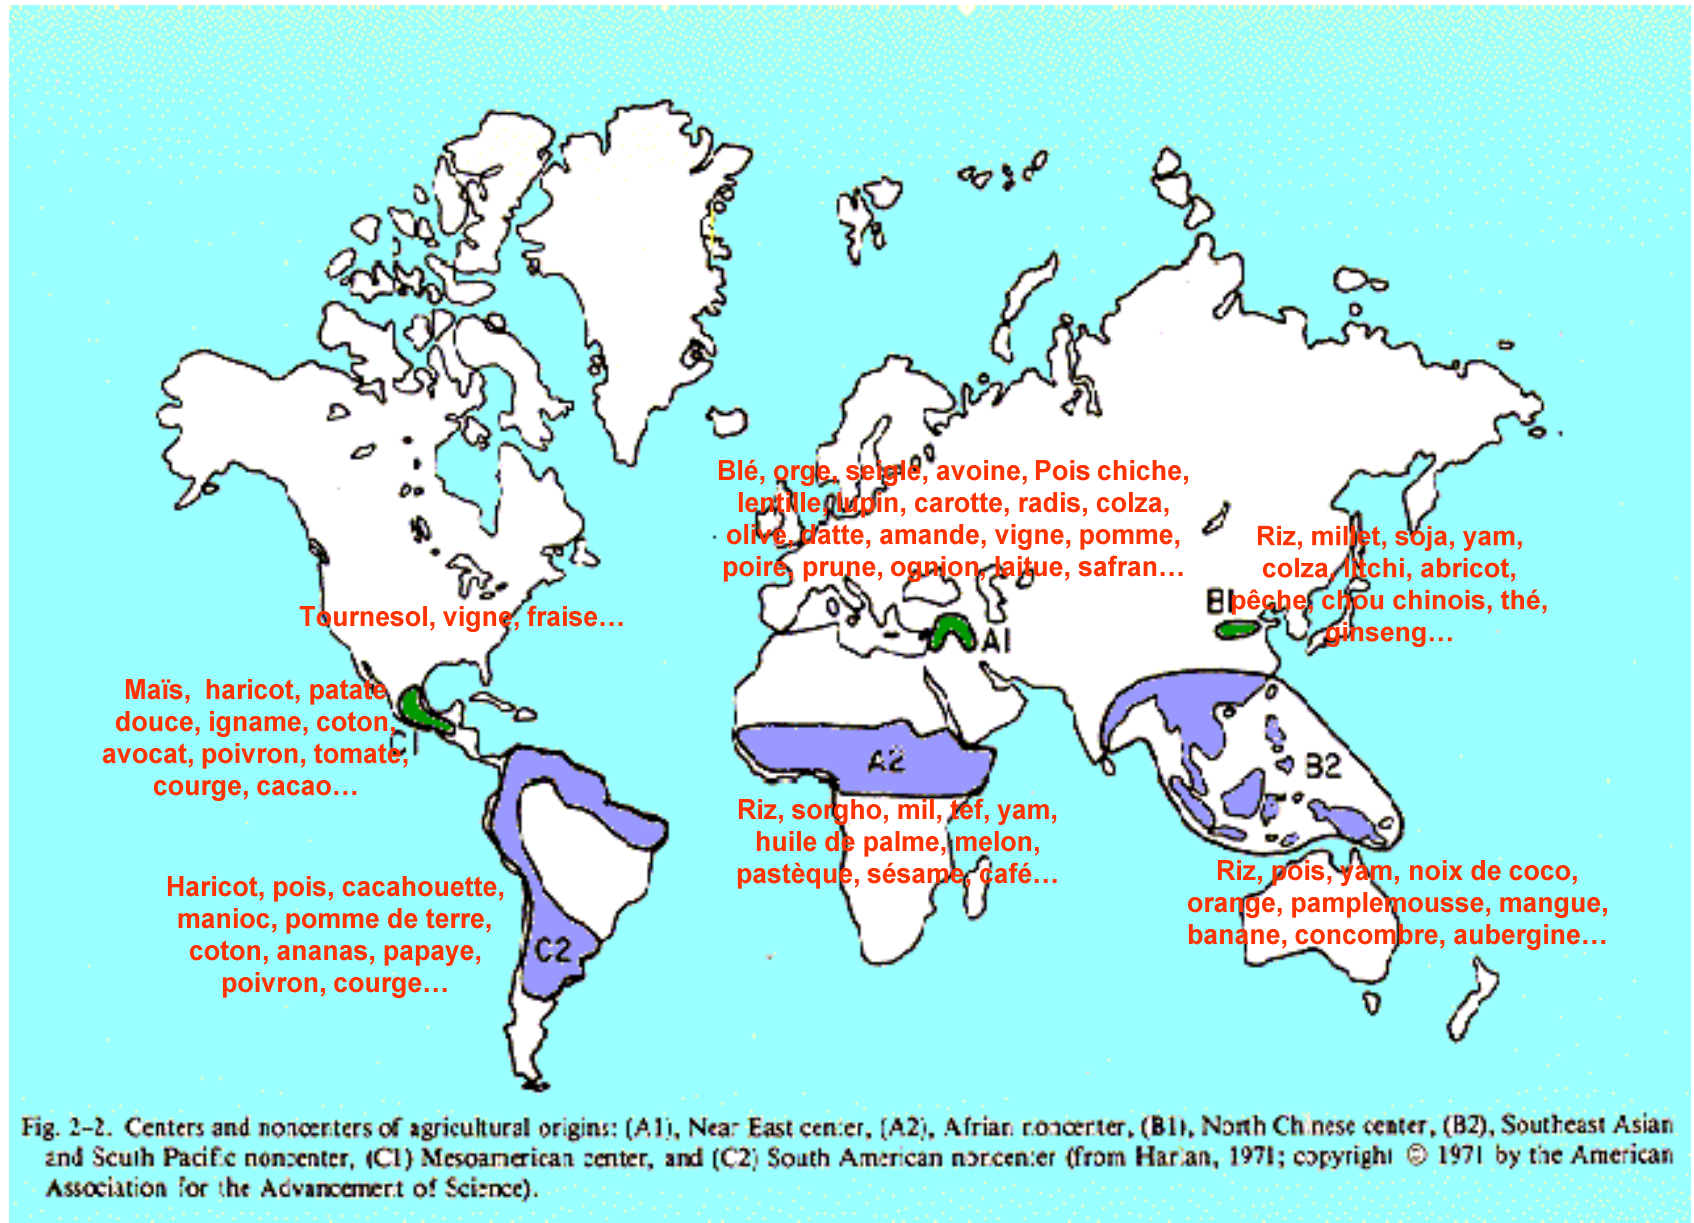 Blé, orge, seigle, avoine, Pois chiche,
lentille, lupin, carotte, radis, colza,
olive, datte, amande, vigne, pomme,
poire, prune, ognion, laitue, safran…
Riz, millet, soja, yam,
colza, litchi, abricot,
pêche, chou chinois, thé,
ginseng…
B1
A1
Tournesol, vigne, fraise…
Maïs, haricot, patate
douce, igname, coton,
avocat, poivron, tomate,
courge, cacao…
C1
A2
B2
Riz, sorgho, mil, tef, yam,
huile de palme, melon,
pastèque, sésame, café…
Riz, pois, yam, noix de coco,
orange, pamplemousse, mangue,
banane, concombre, aubergine…
Haricot, pois, cacahouette,
manioc, pomme de terre,
coton, ananas, papaye,
poivron, courge…
C2
Fig. 2–2. Centers and noncenters of agricultural origins: (A1), Near East center, (A2), Afrian noncenter, (B1), North Chinese center, (B2), Southeast Asian
and South Pacific noncenter, (C1) Mesoamerican center, and (C2) South American noncenter (from Harlan, 1971; copyright © 1971 by the American
Association for the Advancement of Science).